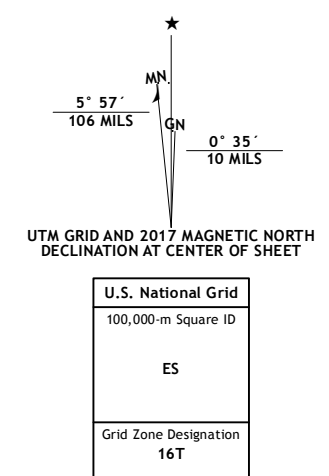 MN.
GN
5° 57´
106 MILS
0° 35´
10 MILS
UTM GRID AND 2017 MAGNETIC NORTH
DECLINATION AT CENTER OF SHEET
U.S. National Grid
100,000-m Square ID
ES
Grid Zone Designation
16T